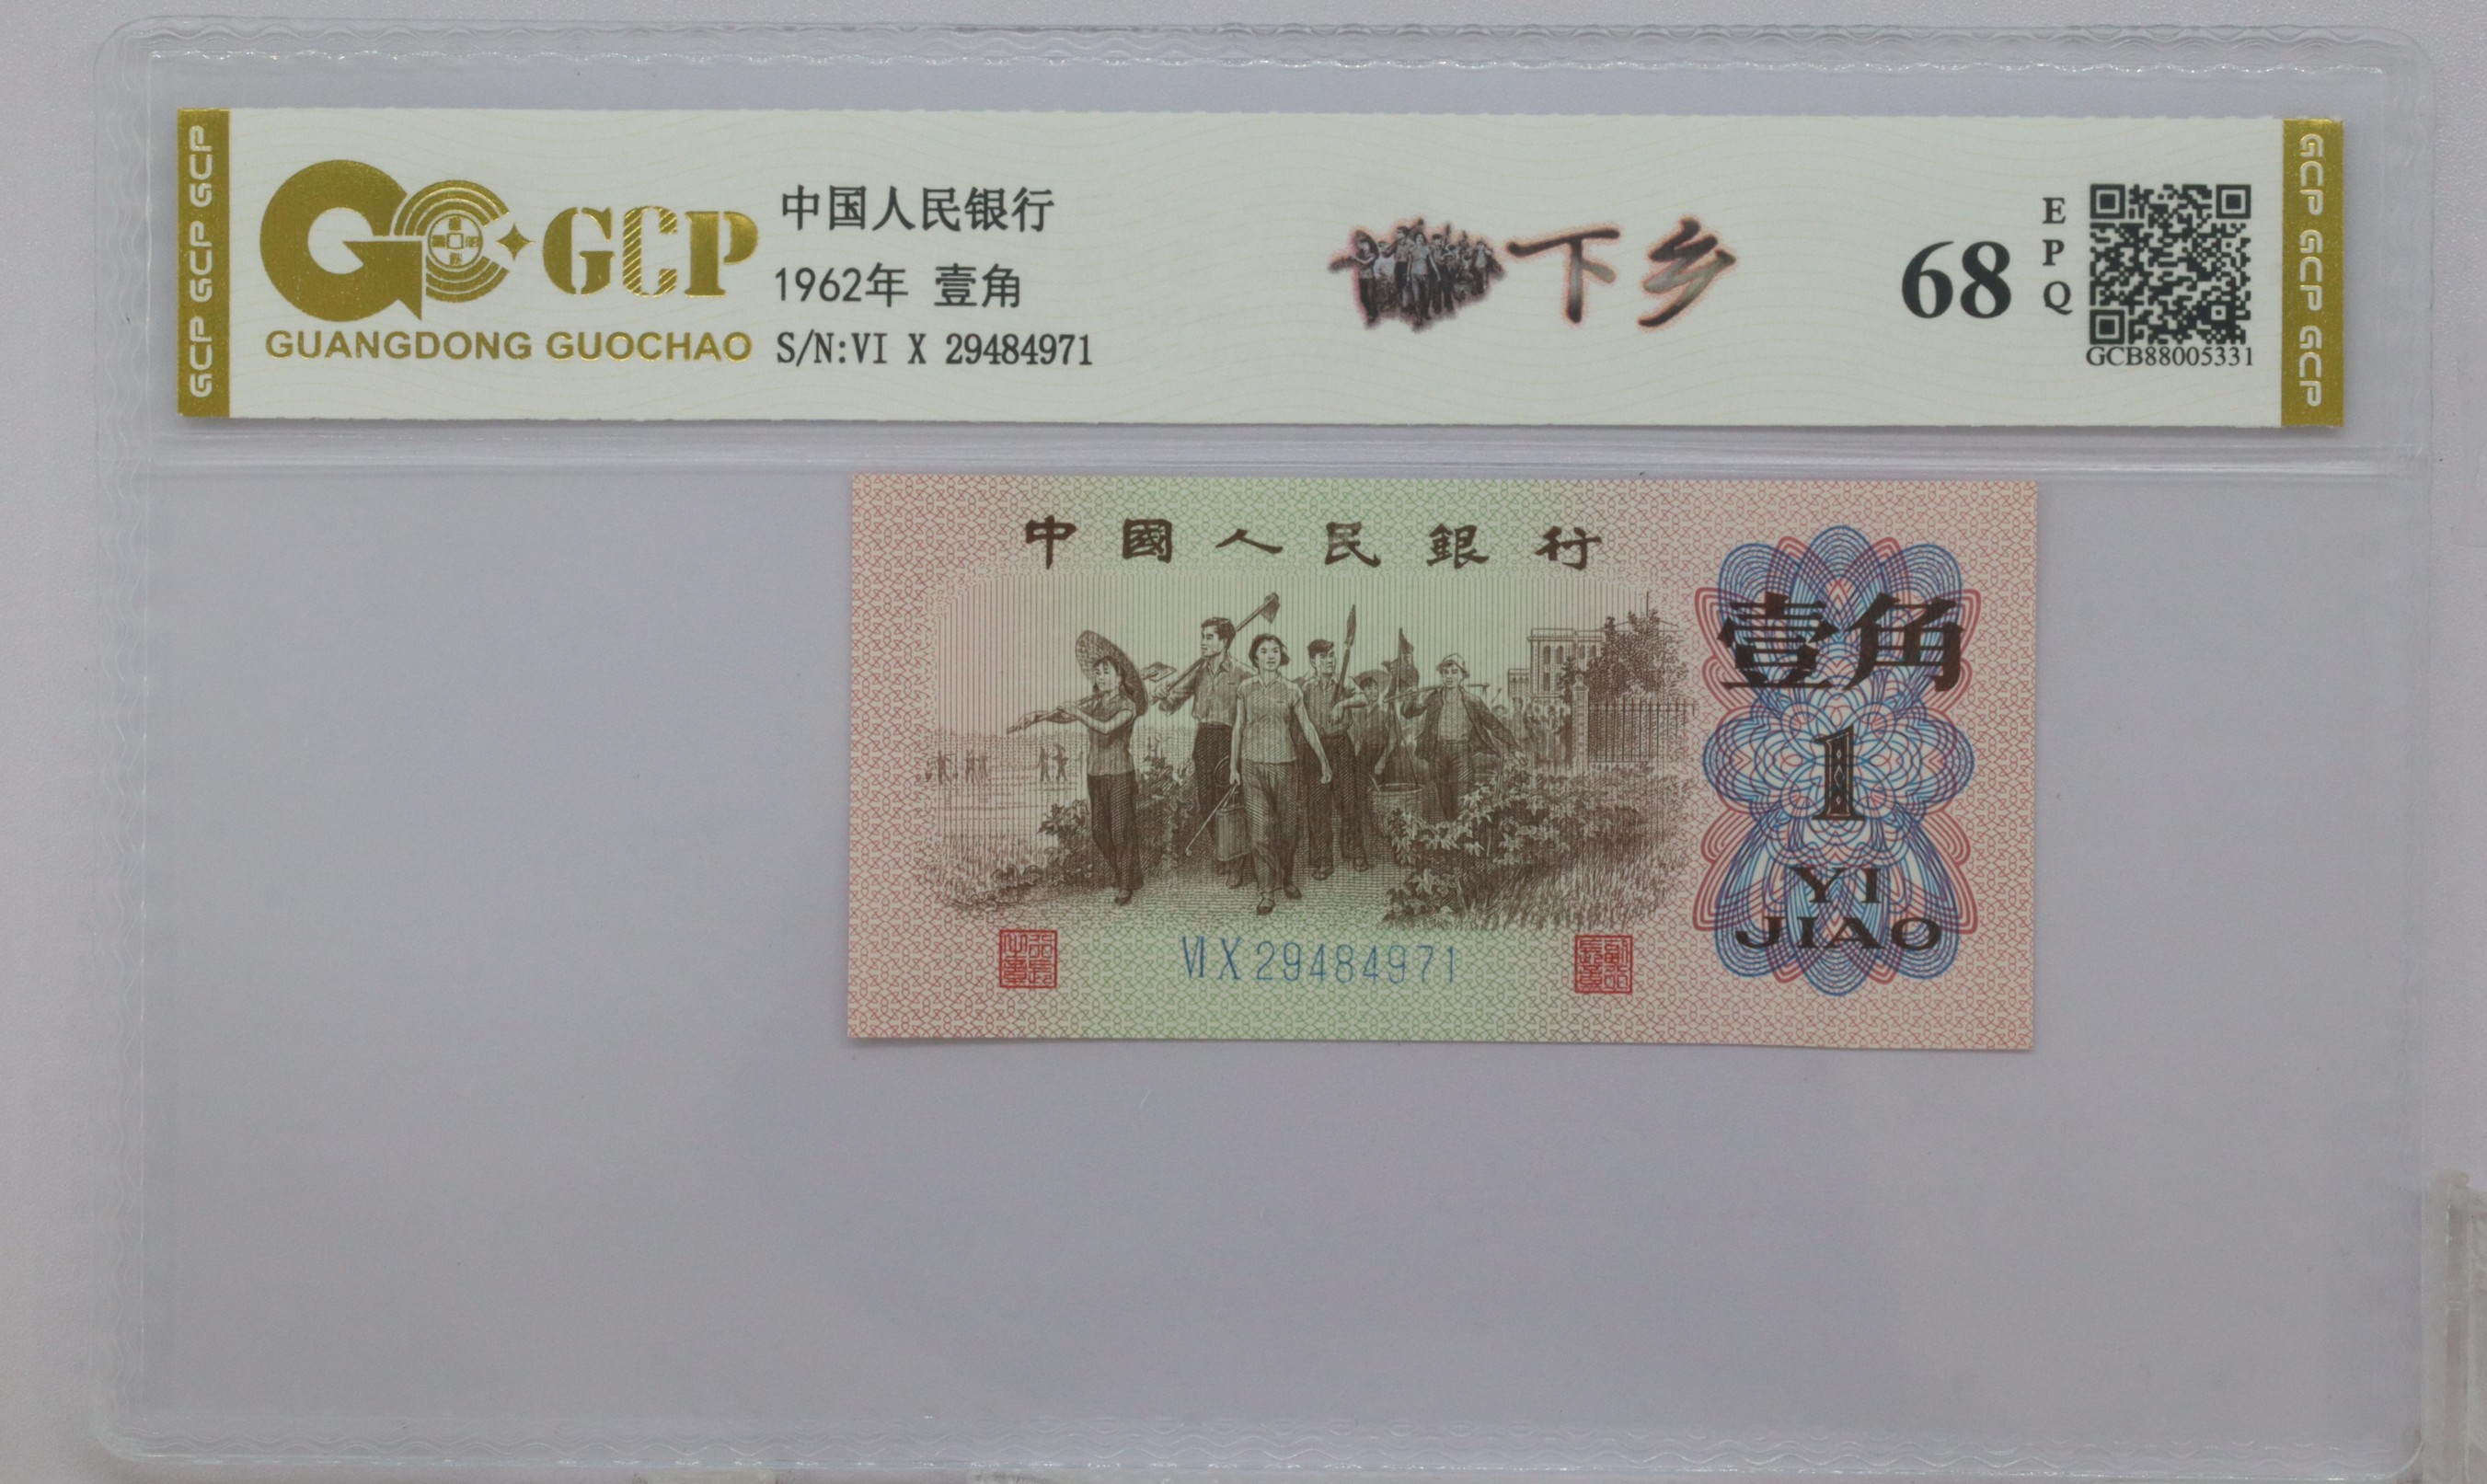 GCP GCP GCP
GCP
GUANGDONG GUOCHAO
中国人民银行
1962年 壹角
S/N:VI X 29484971
下乡
68
EPQ
GCB88005331
GCP GCP GCP
中國人民銀行
壹角
1
YI
JIAO
VI X 29484971